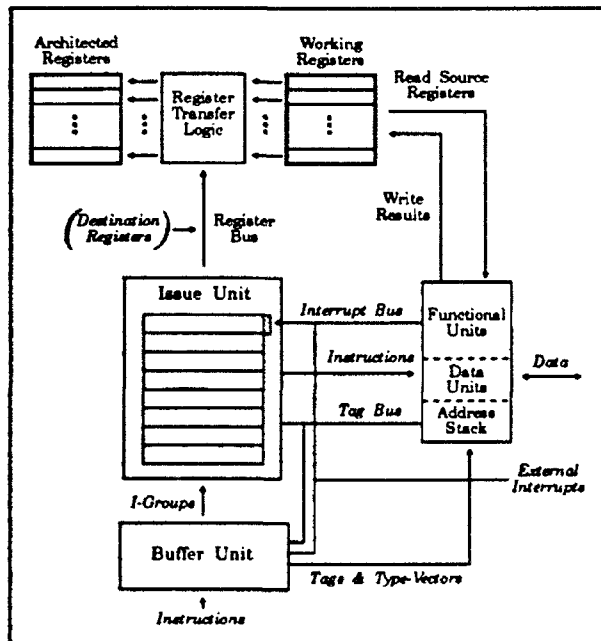 Architected
Registers
Working
Registers
Register
Transfer
Logic
Read Source
Registers
Write
Results
(Destination
Registers)
Register
Bus
Issue Unit
Interrupt Bus
Functional
Units
Instructions
Data
Units
Data
Tag Bus
Address
Stack
External
Interrupts
I-Groups
Buffer Unit
Tags & Type-Vectors
Instructions